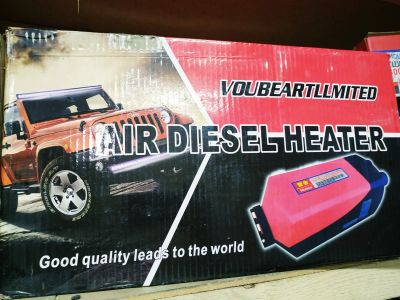 VOUBEARTLLMITED
AIR DIESEL HEATER
Good quality leads to the world